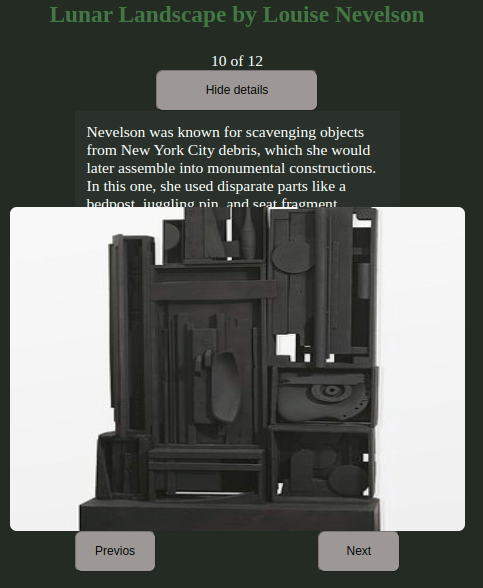 Lunar Landscape by Louise Nevelson
10 of 12
Hide details
Nevelson was known for scavenging objects
from New York City debris, which she would
later assemble into monumental constructions.
In this one, she used disparate parts like a
bedpost, juggling pin, and seat fragment
Previos
Next